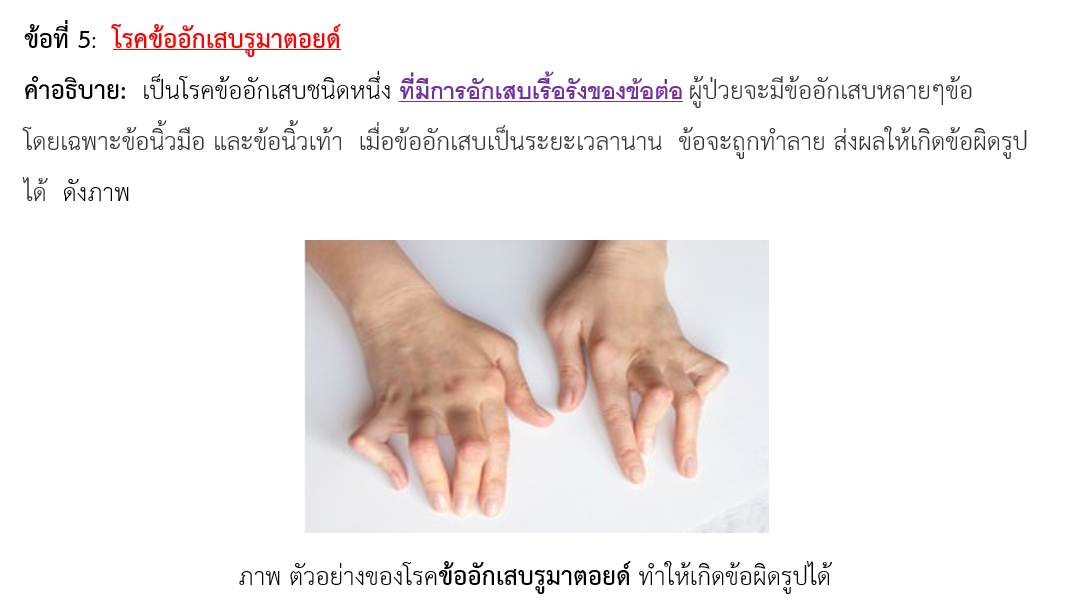 ข้อที่ 5: โรคข้ออักเสบรูมาตอยด์
คำอธิบาย: เป็นโรคข้ออักเสบชนิดหนึ่ง ที่มีการอักเสบเรื้อรังของข้อต่อ ผู้ป่วยจะมีข้ออักเสบหลายๆข้อ
โดยเฉพาะข้อนิ้วมือ และข้อนิ้วเท้า เมื่อข้ออักเสบเป็นระยะเวลานาน ข้อจะถูกทำลาย ส่งผลให้เกิดข้อผิดรูป
ได้ ดังภาพ
ภาพ ตัวอย่างของโรคข้ออักเสบรูมาตอยด์ ทำให้เกิดข้อผิดรูปได้